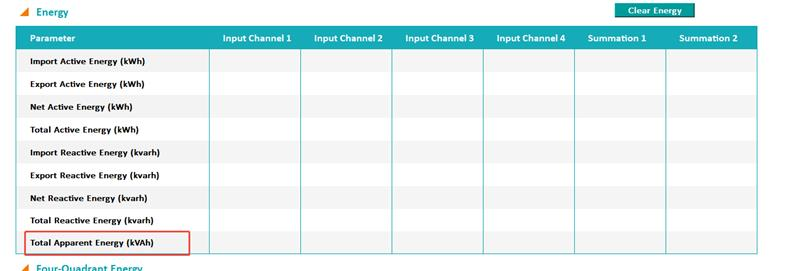 Energy
Clear Energy
Parameter Input Channel 1 Input Channel 2 Input Channel 3 Input Channel 4 Summation 1 Summation 2
Import Active Energy (kWh)
Export Active Energy (kWh)
Net Active Energy (kWh)
Total Active Energy (kWh)
Import Reactive Energy (kvarh)
Export Reactive Energy (kvarh)
Net Reactive Energy (kvarh)
Total Reactive Energy (kvarh)
Total Apparent Energy (kVAh)
Four-Quadrant Energy